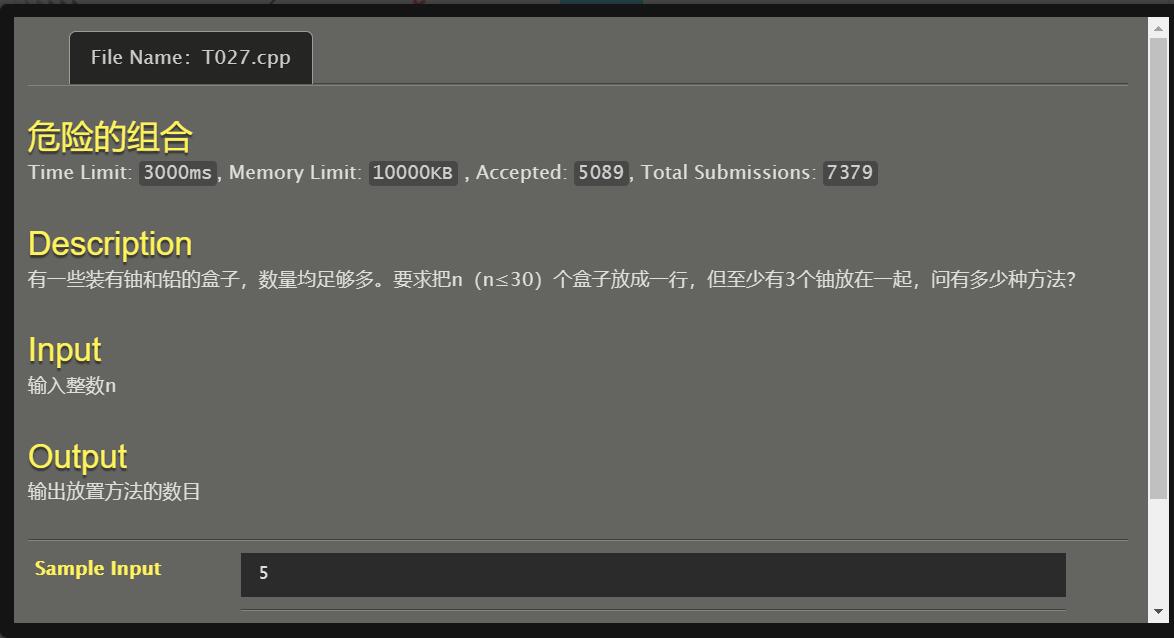 File Name：T027.cpp
危险的组合
Time Limit: 3000ms, Memory Limit: 10000KB , Accepted: 5089, Total Submissions: 7379
Description
有一些装有铀和铅的盒子，数量均足够多。要求把n（n≤30）个盒子放成一行，但至少有3个铀放在一起，问有多少种方法？
Input
输入整数n
Output
输出放置方法的数目
Sample Input
5